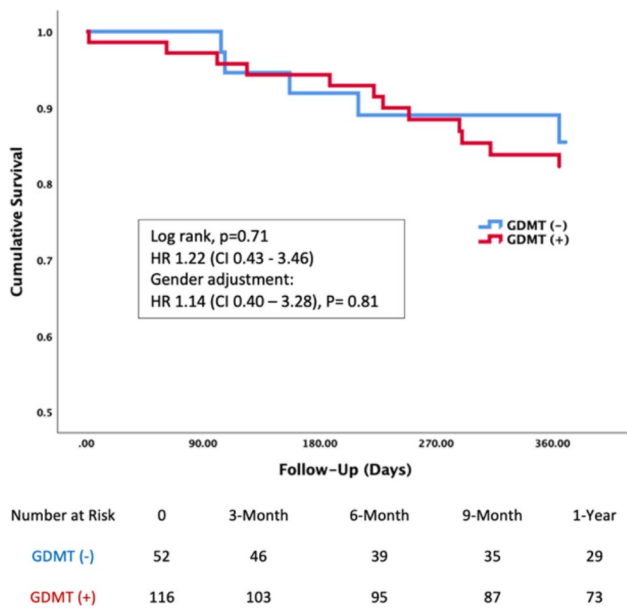 1.0
0.9
0.8
0.7
0.6
0.5
Cumulative Survival
Log rank, p=0.71
HR 1.22 (CI 0.43 - 3.46)
Gender adjustment:
HR 1.14 (CI 0.40 – 3.28), P= 0.81
GDMT (-)
GDMT (+)
.00 90.00 180.00 270.00 360.00
Follow-Up (Days)
Number at Risk 0 3-Month 6-Month 9-Month 1-Year
GDMT (-) 52 46 39 35 29
GDMT (+) 116 103 95 87 73